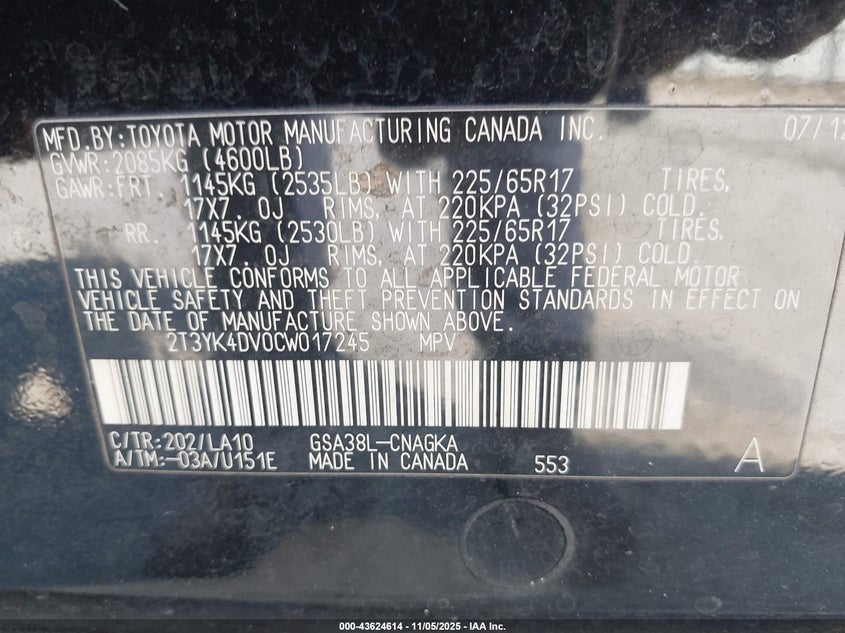 MFD.BY:TOYOTA MOTOR MANUFACTURING CANADA INC. 07/12
GVWR:2085KG (4600LB)
GAWR:FRT. 1145KG (2535LB) WITH 225/65R17 TIRES,
17X7.0J RIMS, AT 220KPA (32PSI) COLD.
RR. 1145KG (2530LB) WITH 225/65R17 TIRES,
17X7.0J RIMS, AT 220KPA (32PSI) COLD.
THIS VEHICLE CONFORMS TO ALL APPLICABLE FEDERAL MOTOR
VEHICLE SAFETY AND THEFT PREVENTION STANDARDS IN EFFECT ON
THE DATE OF MANUFACTURE SHOWN ABOVE.
2T3YK4DV0CW017245 MPV
C/TR:202/LA10 GSA38L-CNAGKA
A/TM:-03A/U151E MADE IN CANADA 553 A
000-43624614 - 11/05/2025 - IAA Inc.